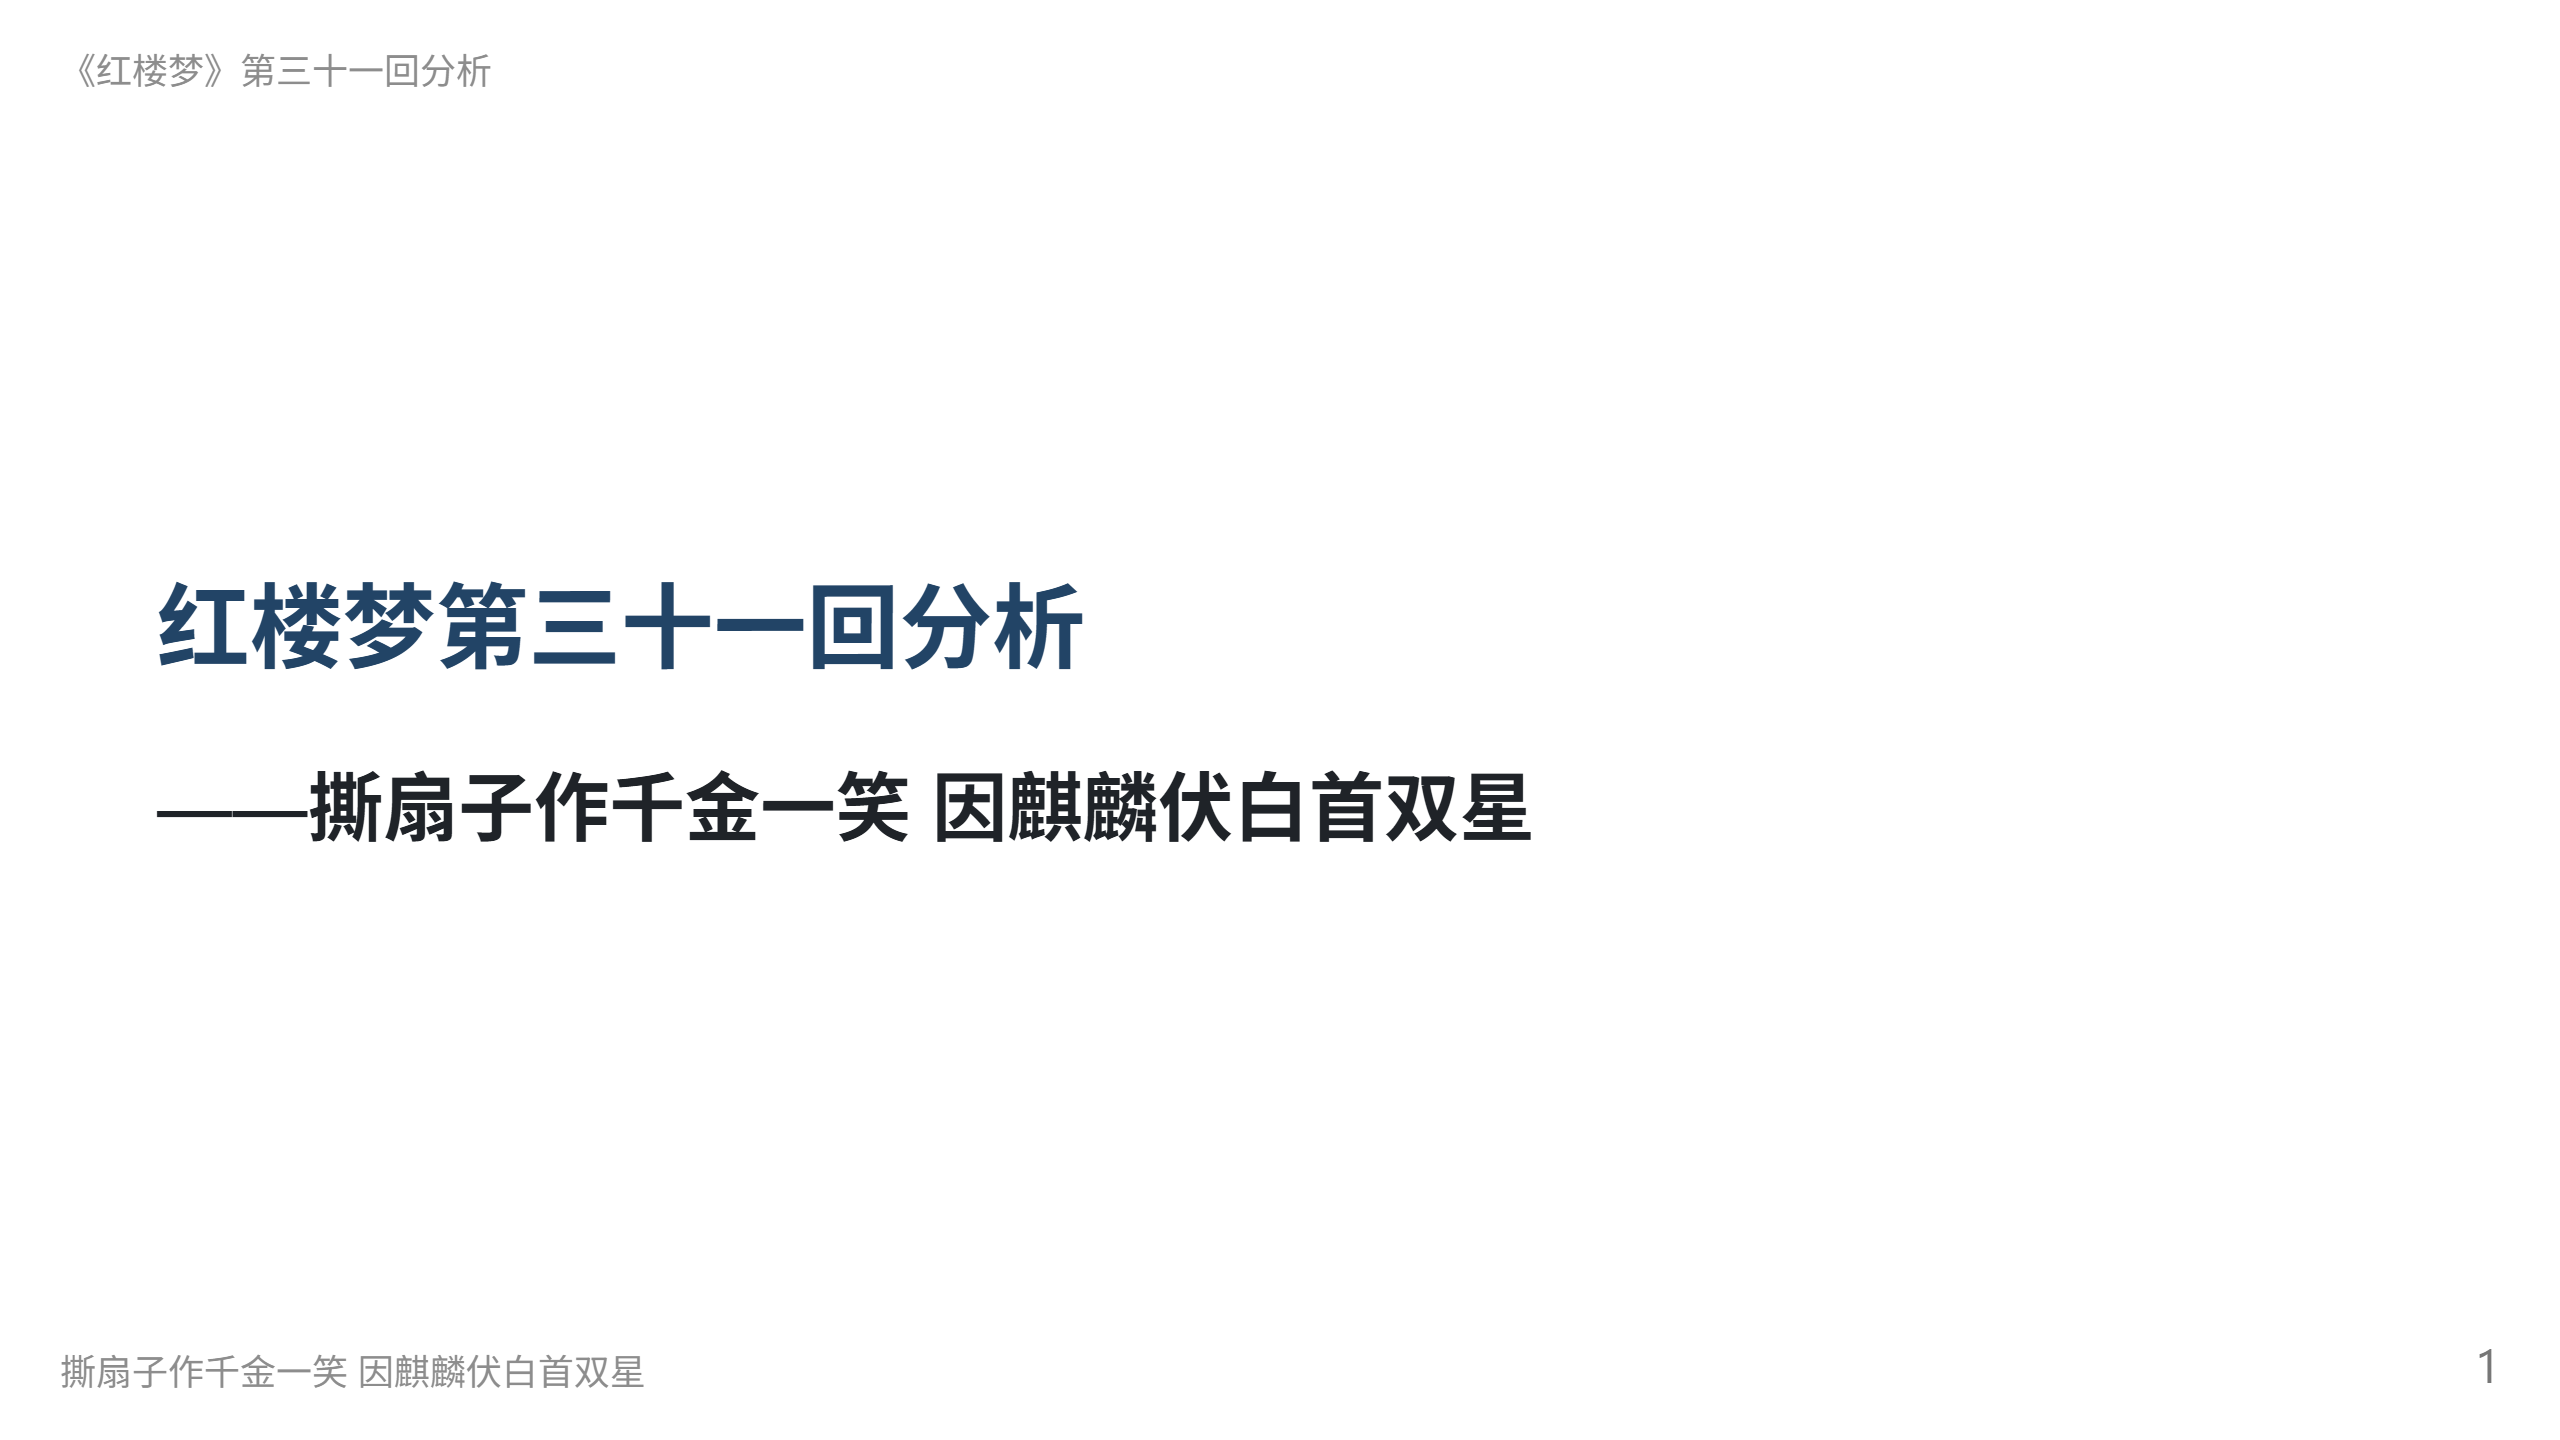 《红楼梦》第三十一回分析
红楼梦第三十一回分析
——撕扇子作千金一笑 因麒麟伏白首双星
撕扇子作千金一笑 因麒麟伏白首双星
1